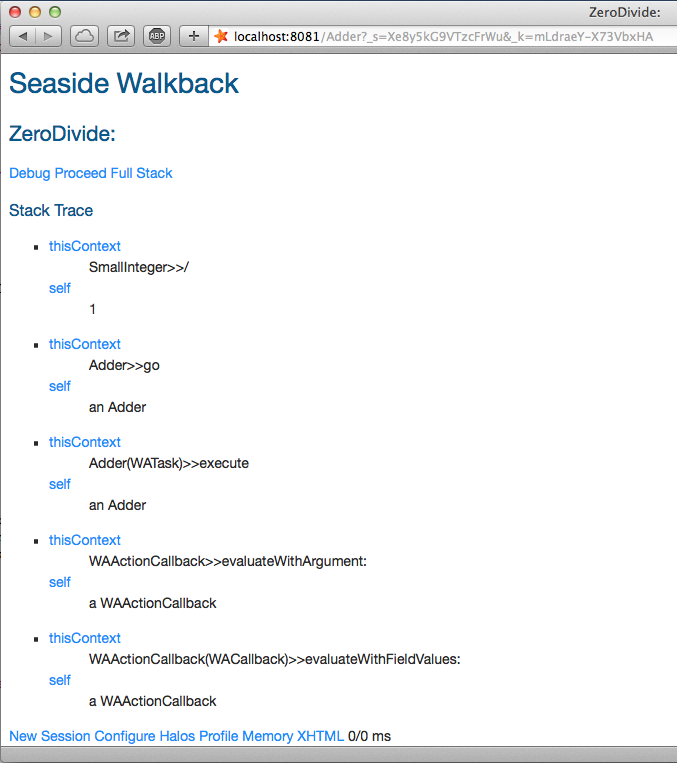 ZeroDivide:
ABP
localhost:8081/Adder?_s=Xe8y5kG9VTzcFrWu&_k=mLdraeY-X73VbxHA
Seaside Walkback
ZeroDivide:
Debug Proceed Full Stack
Stack Trace
thisContext
SmallInteger>>/
self
1
thisContext
Adder>>go
self
an Adder
thisContext
Adder(WATask)>>execute
self
an Adder
thisContext
WAActionCallback>>evaluateWithArgument:
self
a WAActionCallback
thisContext
WAActionCallback(WACallback)>>evaluateWithFieldValues:
self
a WAActionCallback
New Session Configure Halos Profile Memory XHTML 0/0 ms